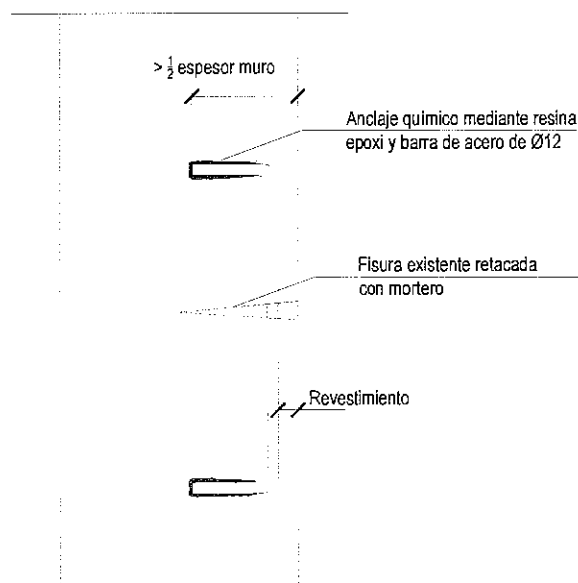 > ½ espesor muro
Anclaje quimico mediante resina
epoxi y barra de acero de Ø12
Fisura existente retacada
con mortero
Revestimiento